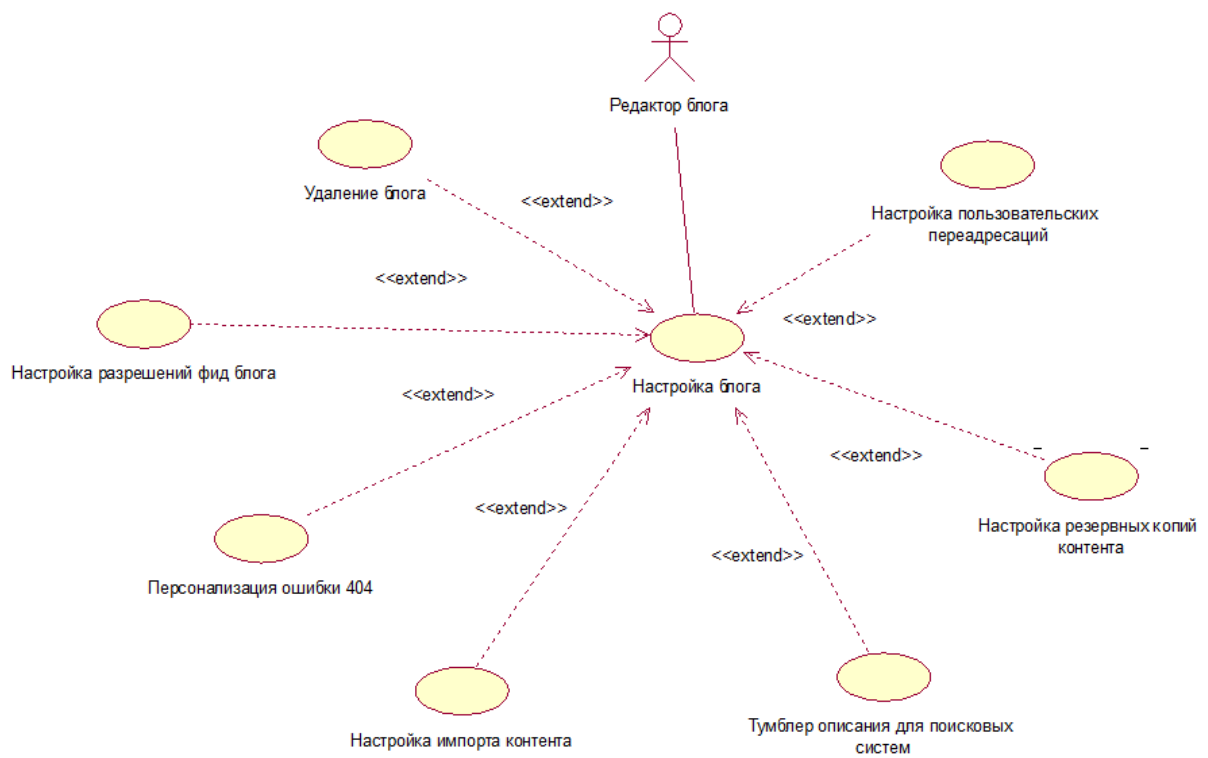 Редактор блога
Удаление блога
<<extend>>
Настройка пользовательских
переадресаций
<<extend>>
<<extend>>
Настройка разрешений фид блога
Настройка блога
<<extend>>
<<extend>>
Настройка резервных копий
контента
<<extend>>
<<extend>>
Персонализация ошибки 404
Настройка импорта контента
Тумблер описания для поисковых
систем